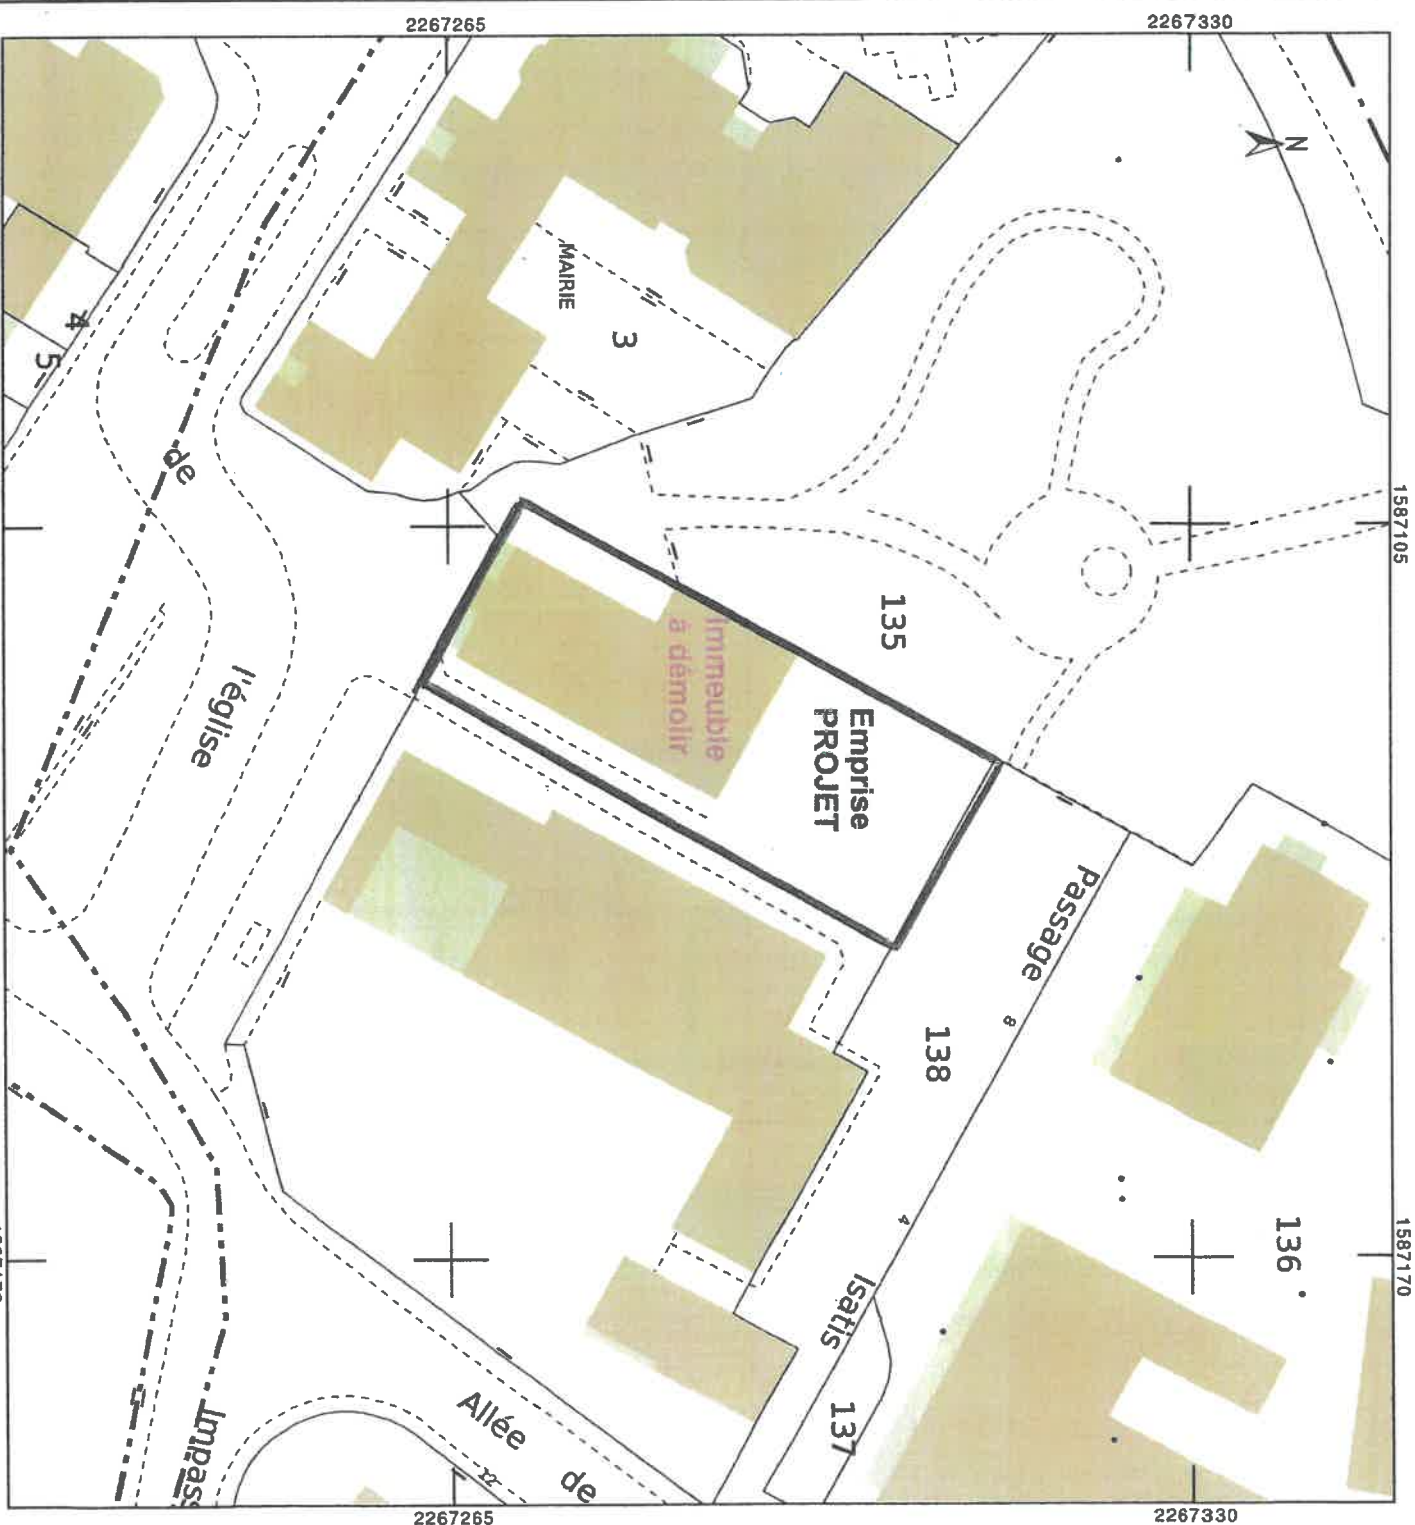 2267265
2267330
N
MAIRIE
3
4
5
de
1587105
135
Immeuble
à démolir
Emprise
PROJET
l'église
Passage
8
138
4
136
1587170
Isatis
137
Allée
de
Impass
2267265
2267330